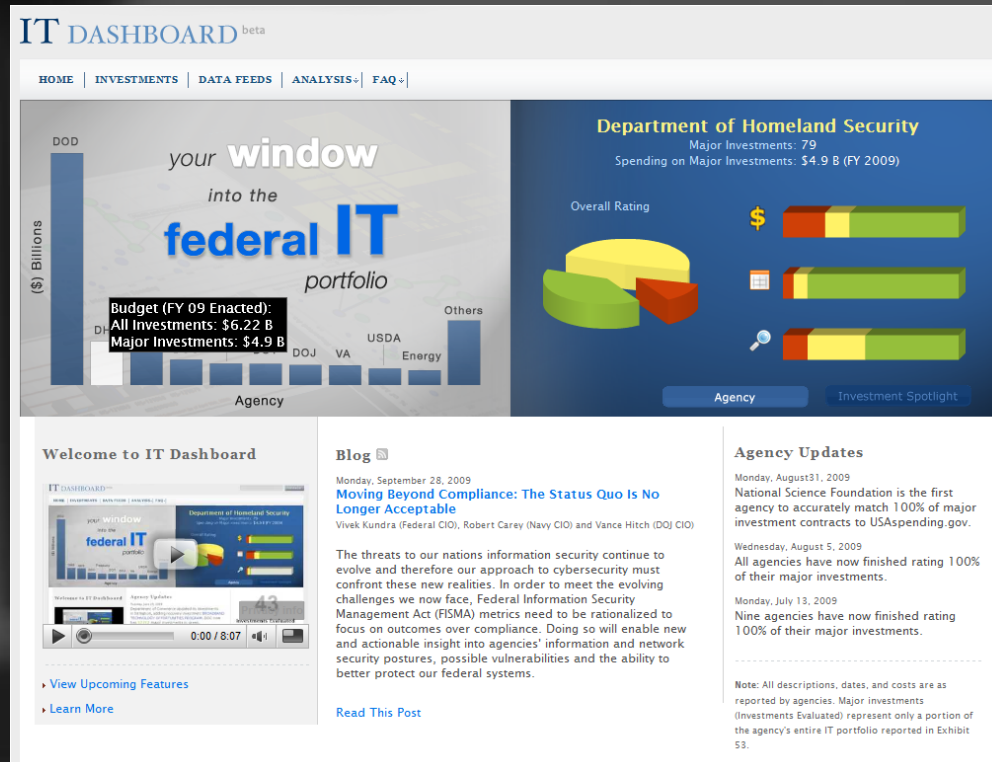 IT DASHBOARD beta
HOME
INVESTMENTS
DATA FEEDS
ANALYSIS
FAQ
DOD
your window
into the
federal IT
portfolio
($) Billions
Budget (FY 09 Enacted):
All Investments: $6.22 B
Major Investments: $4.9 B
DOJ
VA
USDA
Energy
Others
Agency
Department of Homeland Security
Major Investments: 79
Spending on Major Investments: $4.9 B (FY 2009)
Overall Rating
$
Agency
Investment Spotlight
Welcome to IT Dashboard
IT DASHBOARD
your window
into the
federal IT
portfolio
Department of Homeland Security
Agency Updates
43
0:00 / 8:07
View Upcoming Features
Learn More
Blog
Monday, September 28, 2009
Moving Beyond Compliance: The Status Quo Is No
Longer Acceptable
Vivek Kundra (Federal CIO), Robert Carey (Navy CIO) and Vance Hitch (DOJ CIO)
The threats to our nations information security continue to
evolve and therefore our approach to cybersecurity must
confront these new realities. In order to meet the evolving
challenges we now face, Federal Information Security
Management Act (FISMA) metrics need to be rationalized to
focus on outcomes over compliance. Doing so will enable new
and actionable insight into agencies' information and network
security postures, possible vulnerabilities and the ability to
better protect our federal systems.
Read This Post
Agency Updates
Monday, August31, 2009
National Science Foundation is the first
agency to accurately match 100% of major
investment contracts to USAspending.gov.
Wednesday, August 5, 2009
All agencies have now finished rating 100%
of their major investments.
Monday, July 13, 2009
Nine agencies have now finished rating
100% of their major investments.
Note: All descriptions, dates, and costs are as
reported by agencies. Major investments
(Investments Evaluated) represent only a portion of
the agency's entire IT portfolio reported in Exhibit
53.